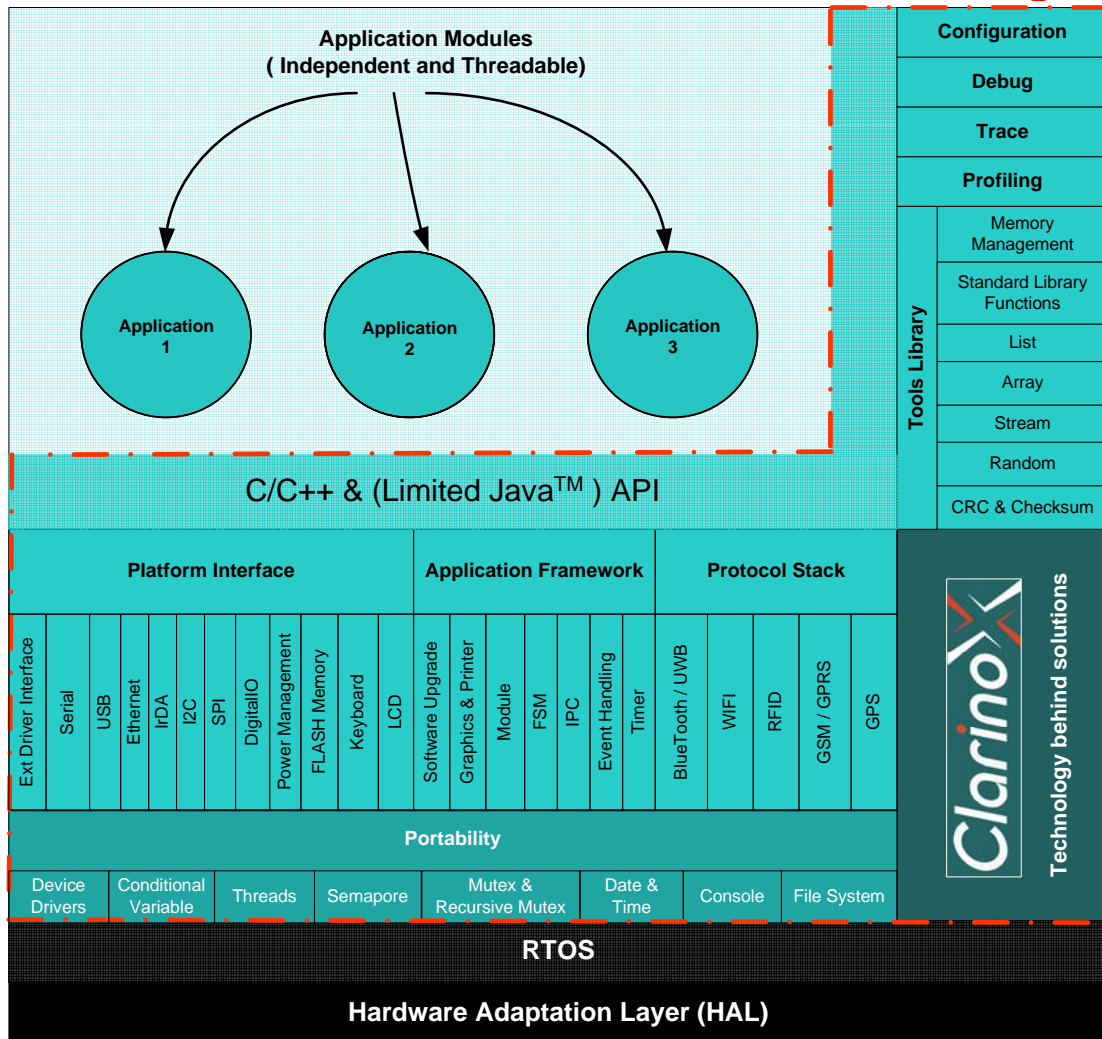 Application Modules
( Independent and Threadable)
Application
1
Application
2
Application
3
C/C++ & (Limited Java™ ) API
Configuration
Debug
Trace
Profiling
Tools Library
Memory
Management
Standard Library
Functions
List
Array
Stream
Random
CRC & Checksum
Platform Interface
Application Framework
Protocol Stack
Ext Driver Interface
Serial
USB
Ethernet
IrDA
I2C
SPI
DigitalIO
Power Management
FLASH Memory
Keyboard
LCD
Software Upgrade
Graphics & Printer
Module
FSM
IPC
Event Handling
Timer
BlueTooth / UWB
WIFI
RFID
GSM / GPRS
GPS
ClarinoX
Technology behind solutions
Portability
Device
Drivers
Conditional
Variable
Threads
Semapore
Mutex &
Recursive Mutex
Date &
Time
Console
File System
RTOS
Hardware Adaptation Layer (HAL)